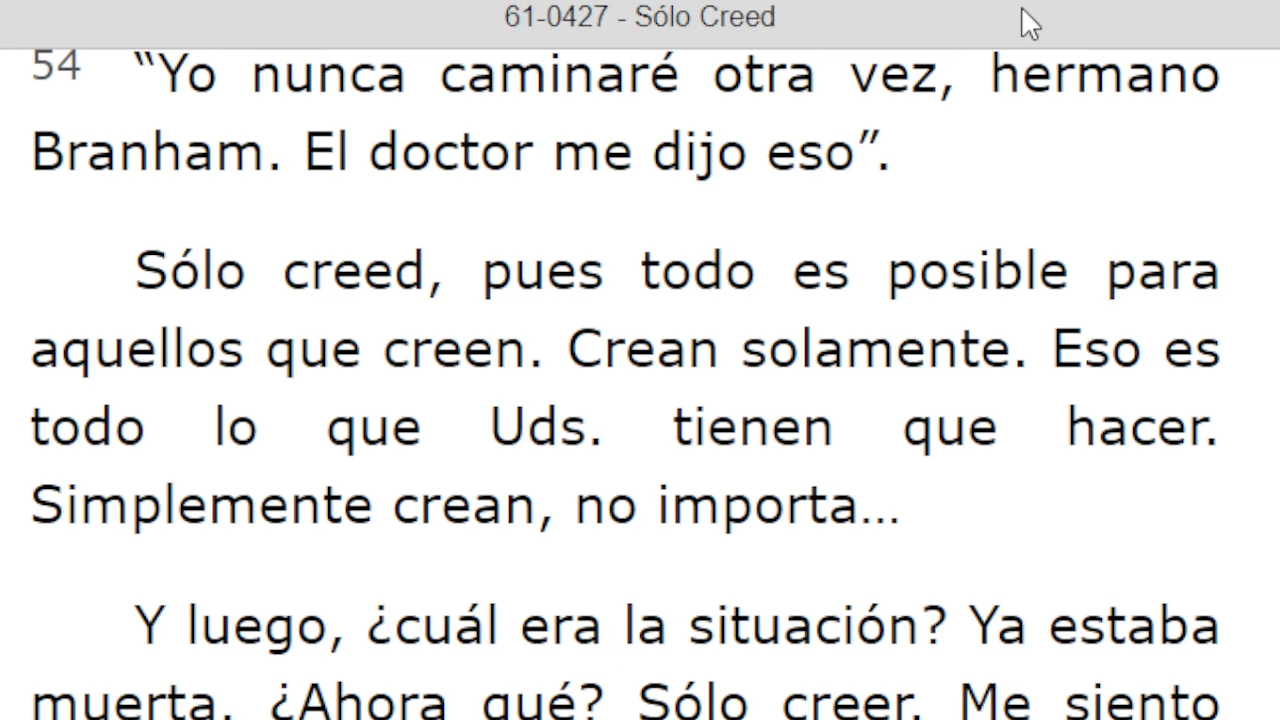 61-0427 - Sólo Creed
54 “Yo nunca caminaré otra vez, hermano
Branham. El doctor me dijo eso”.
Sólo creed, pues todo es posible para
aquellos que creen. Crean solamente. Eso es
todo lo que Uds. tienen que hacer.
Simplemente crean, no importa...
Y luego, ¿cuál era la situación? Ya estaba
muerta. ¿Ahora qué? Sólo creer. Me siento